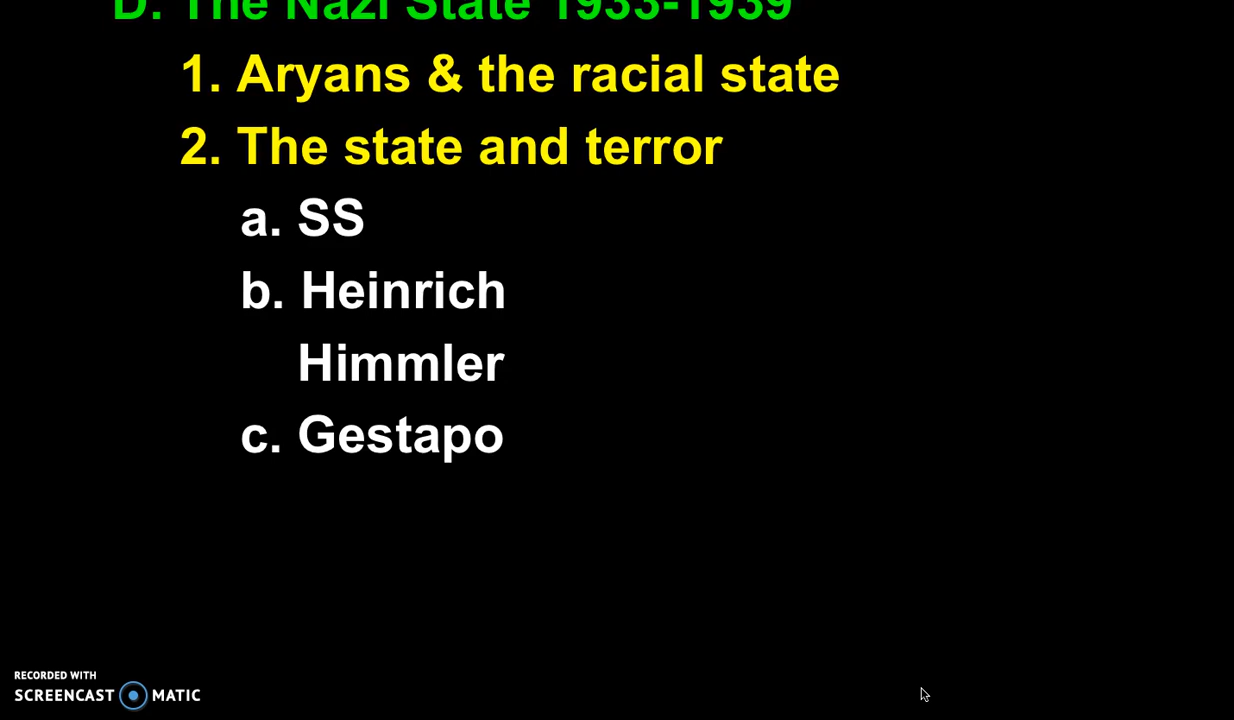 D. The Nazi State 1933-1939
1. Aryans & the racial state
2. The state and terror
a. SS
b. Heinrich
Himmler
c. Gestapo
RECORDED WITH
SCREENCAST MATIC